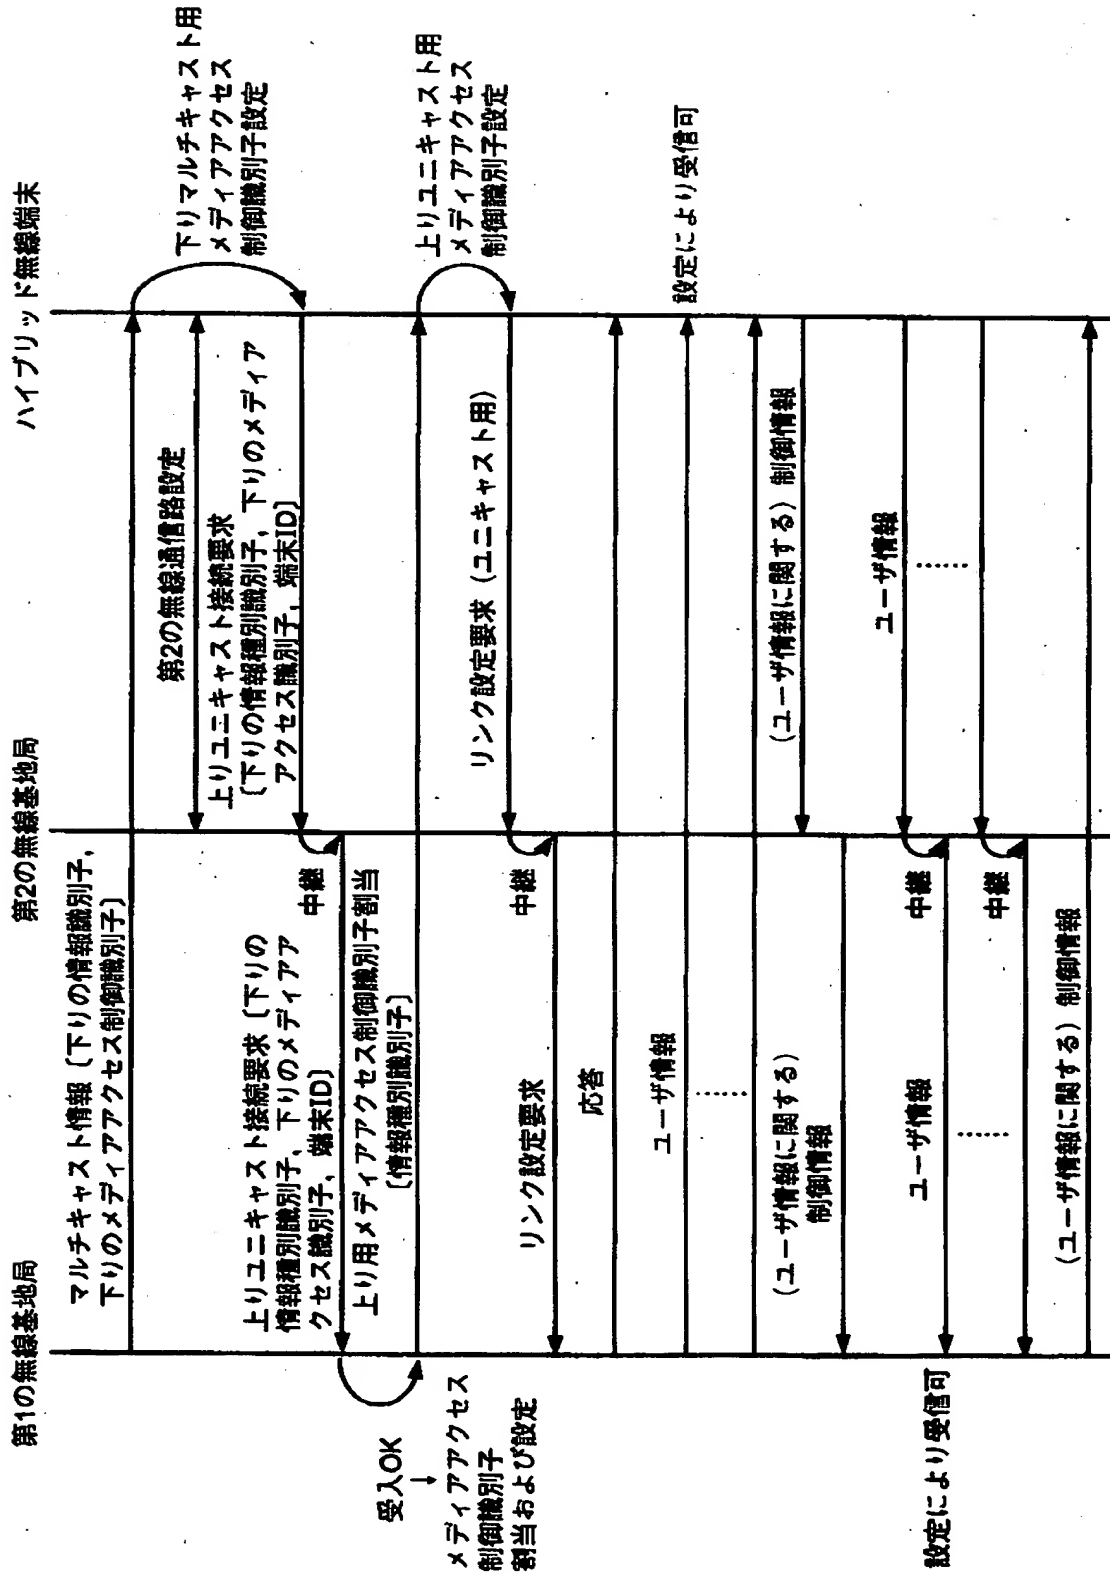 第1の無線基地局
第2の無線基地局
ハイブリッド無線端末
マルチキャスト情報〔下りの情報識別子,
下りのメディアアクセス制御識別子〕
下りマルチキャスト用
メディアアクセス
制御識別子設定
第2の無線通信路設定
上りユニキャスト接続要求
〔下りの情報種別識別子, 下りのメディア
アクセス識別子, 端末ID〕
中継
上りユニキャスト接続要求〔下りの
情報種別識別子, 下りのメディアア
クセス識別子, 端末ID〕
受入OK
↓
メディアアクセス
制御識別子
割当および設定
上り用メディアアクセス制御識別子割当
〔情報種別識別子〕
上りユニキャスト用
メディアアクセス
制御識別子設定
リンク設定要求(ユニキャスト用)
中継
リンク設定要求
応答
ユーザ情報
………
設定により受信可
(ユーザ情報に関する)制御情報
(ユーザ情報に関する)
制御情報
ユーザ情報
………
中継
ユーザ情報
………
中継
設定により受信可
(ユーザ情報に関する)制御情報